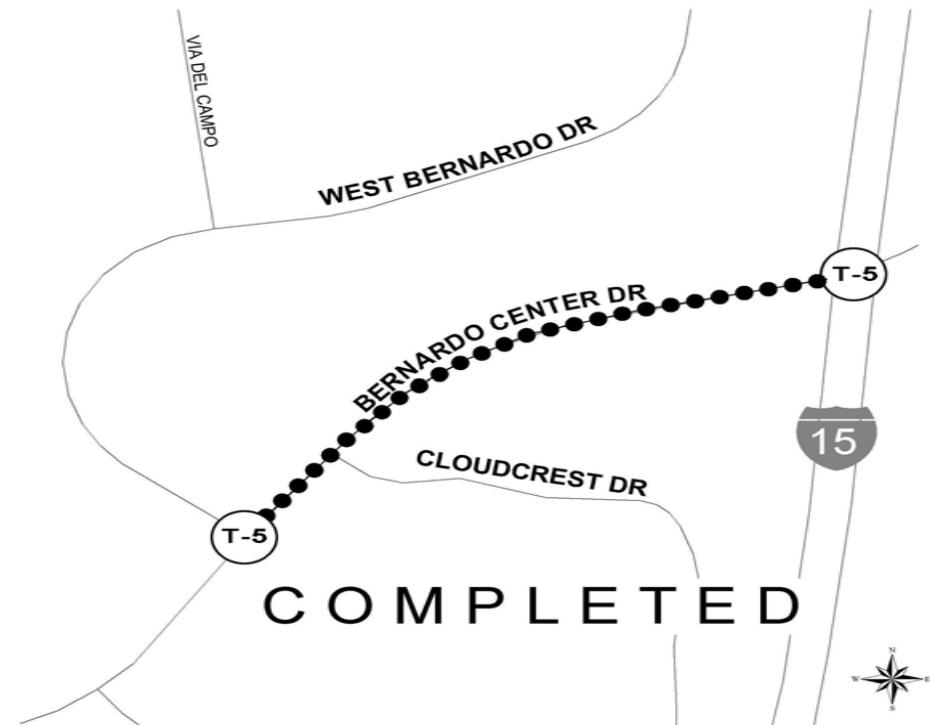 VIA DEL CAMPO
WEST BERNARDO DR
T-5
BERNARDO CENTER DR
15
CLOUDCREST DR
T-5
COMPLETED
N
W E
S